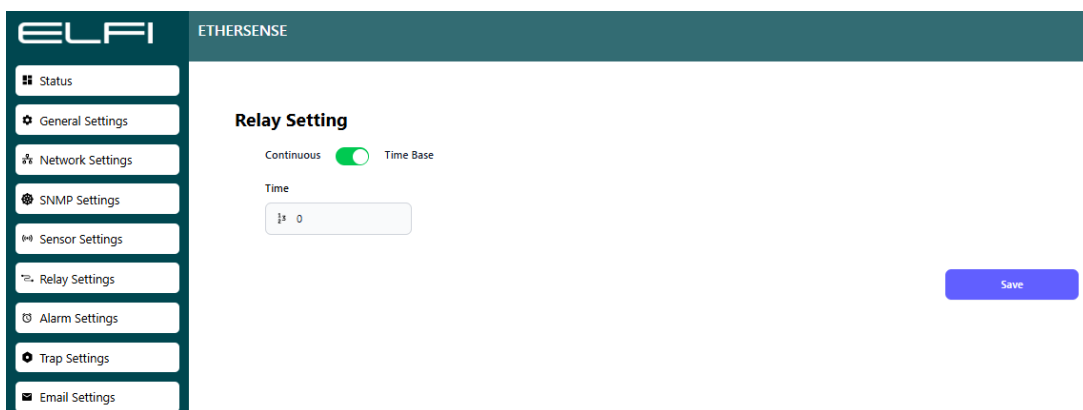 ELFI
ETHERSENSE
Status
General Settings
Network Settings
SNMP Settings
Sensor Settings
Relay Settings
Alarm Settings
Trap Settings
Email Settings
Relay Setting
Continuous Time Base
Time
0
Save